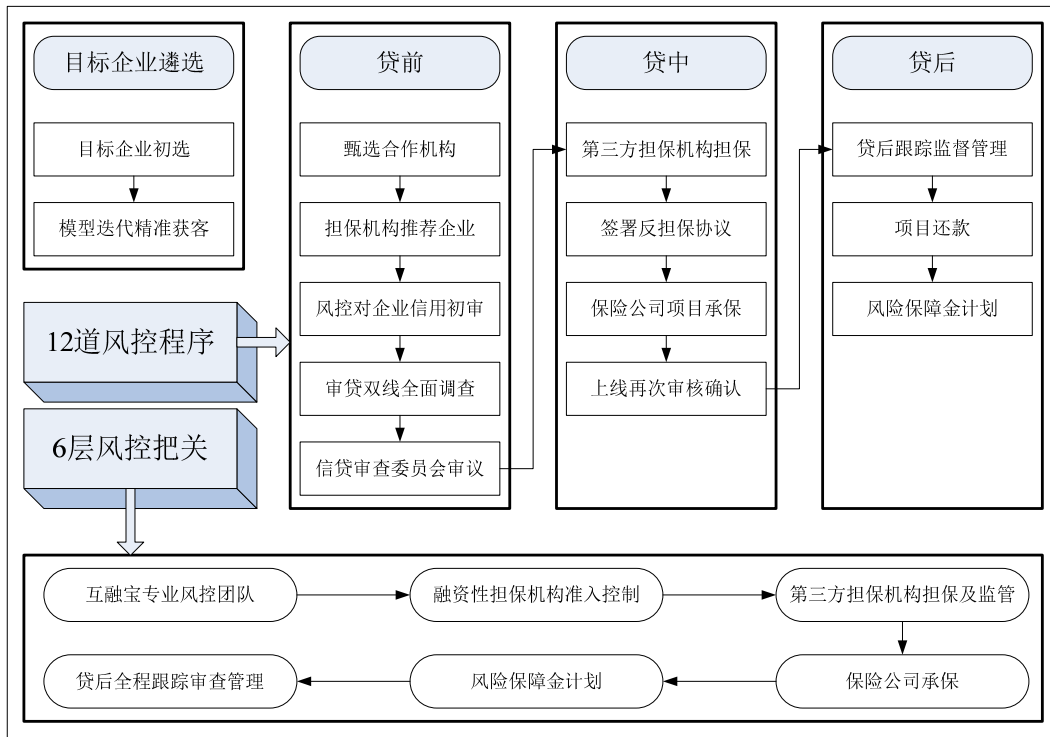 目标企业遴选
目标企业初选
模型迭代精准获客
贷前
甄选合作机构
担保机构推荐企业
风控对企业信用初审
审贷双线全面调查
信贷审查委员会审议
贷中
第三方担保机构担保
签署反担保协议
保险公司项目承保
上线再次审核确认
贷后
贷后跟踪监督管理
项目还款
风险保障金计划
12道风控程序
6层风控把关
互融宝专业风控团队
融资性担保机构准入控制
第三方担保机构担保及监管
保险公司承保
风险保障金计划
贷后全程跟踪审查管理